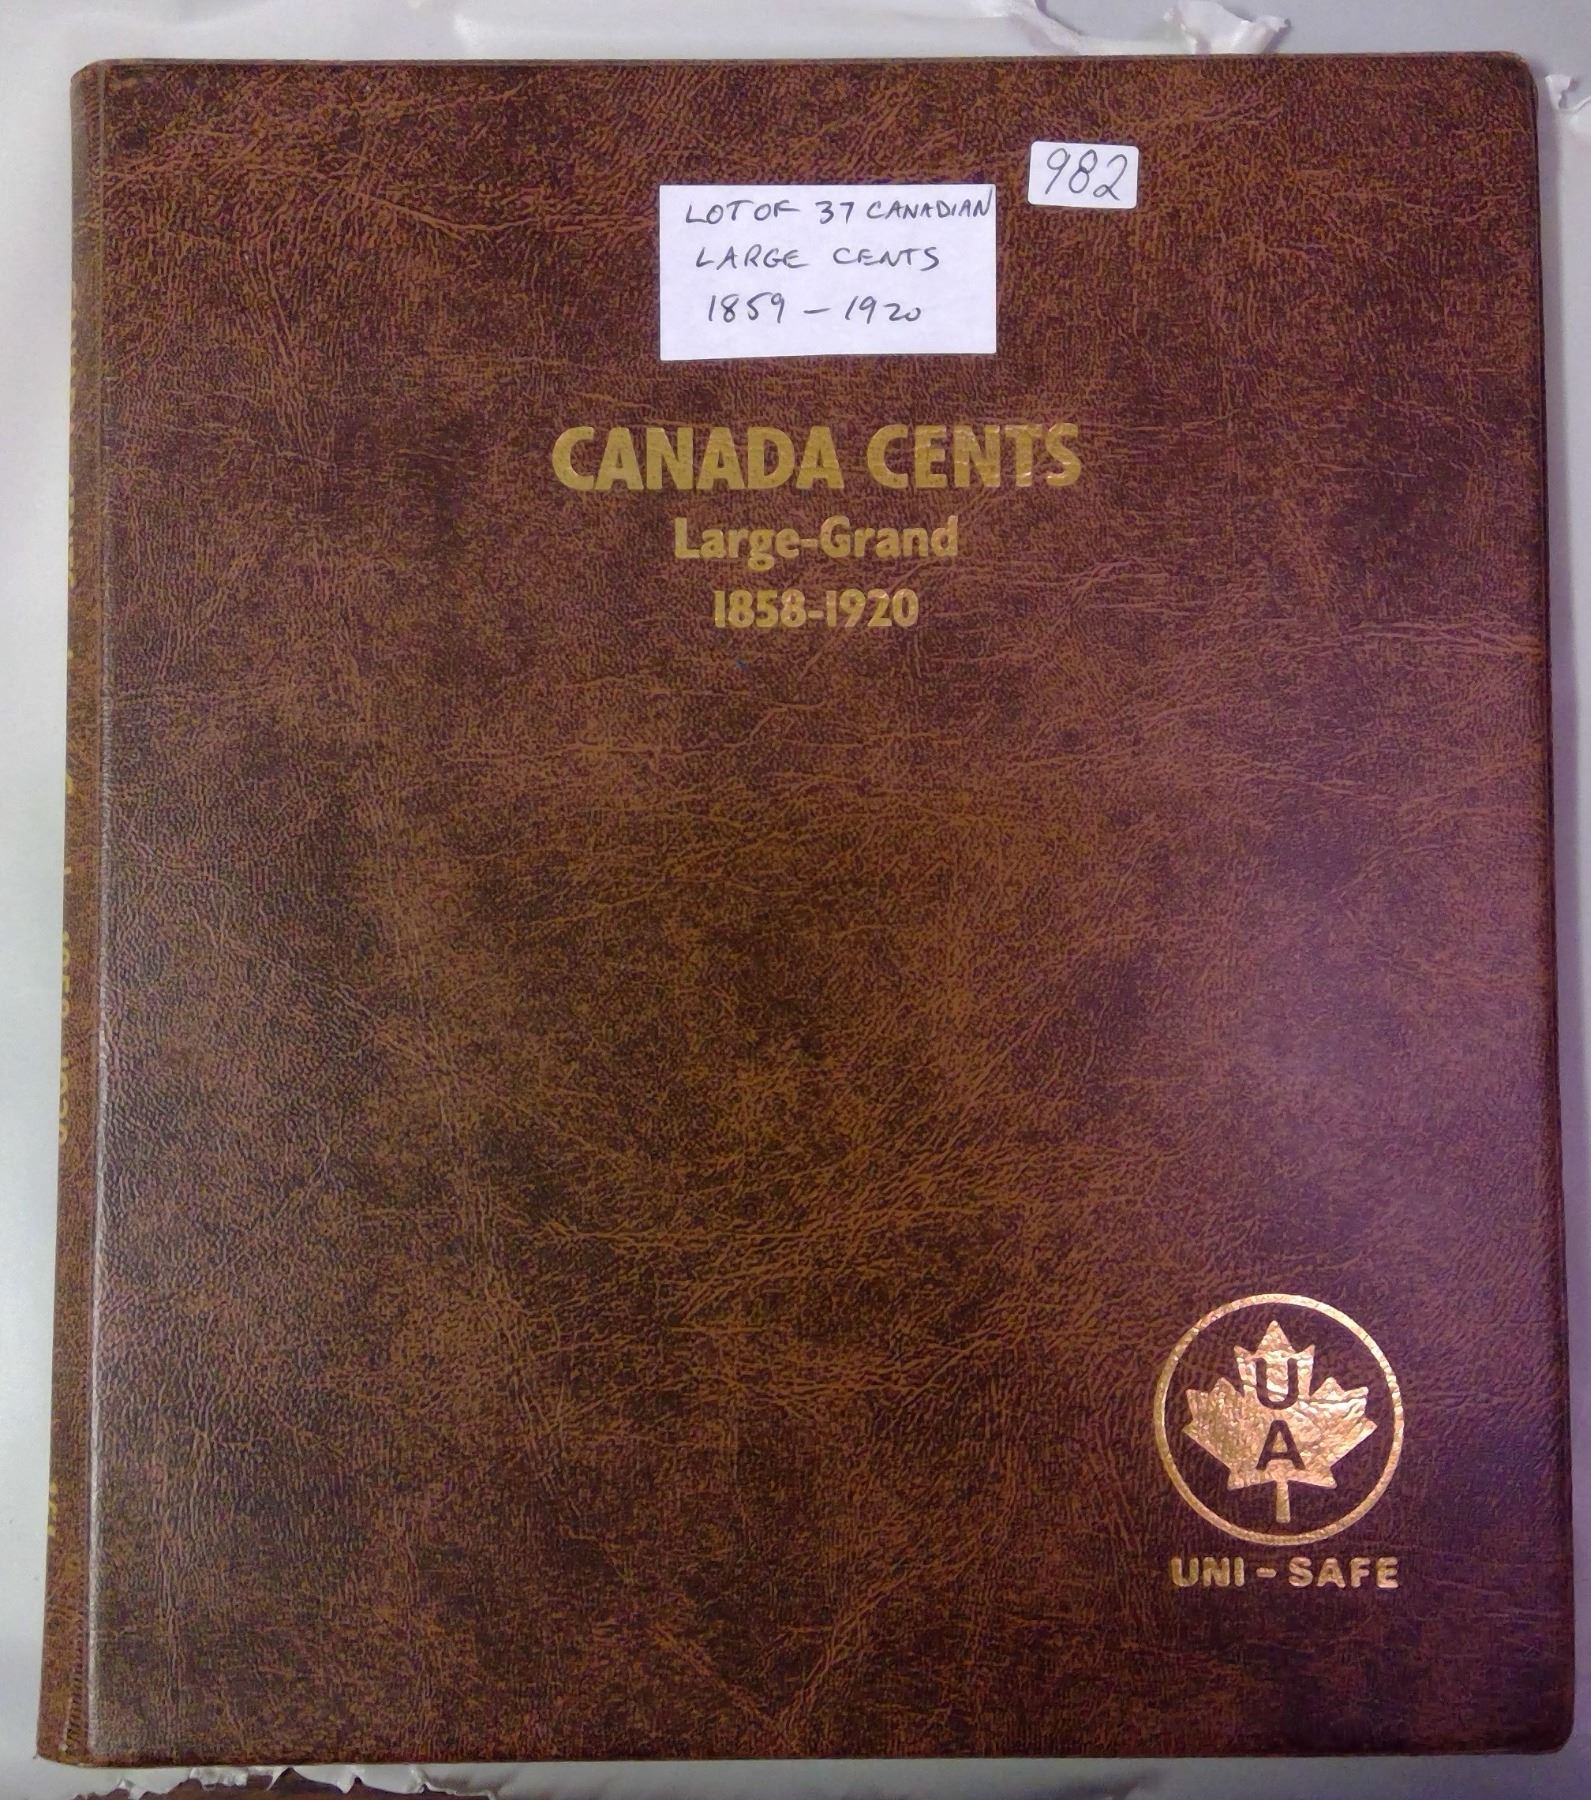 982
LOT OF 37 CANADIAN
LARGE CENTS
1859 – 1920
CANADA CENTS
Large-Grand
1858-1920
U
A
UNI-SAFE